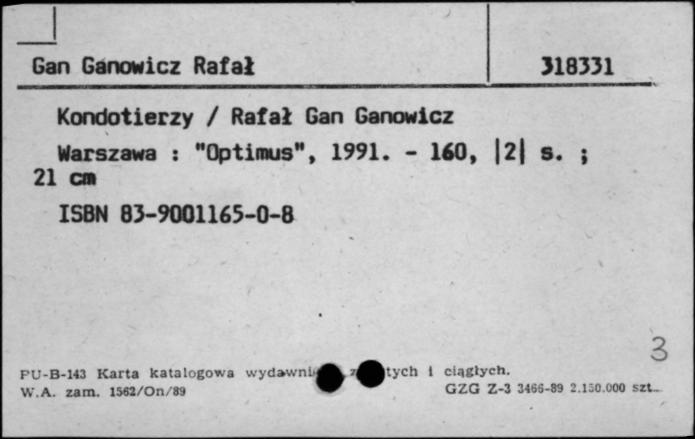 Gan Ganowicz Rafał 318331
Kondotierzy / Rafał Gan Ganowicz
Warszawa : "Optimus", 1991. - 160, |2| s. ;
21 cm
ISBN 83-9001165-0-8
3
PU-B-143 Karta katalogowa tych i ciągłych.
W.A. zam. 1562/On/89 GZG Z-3 3466-89 2.150.000 szt.